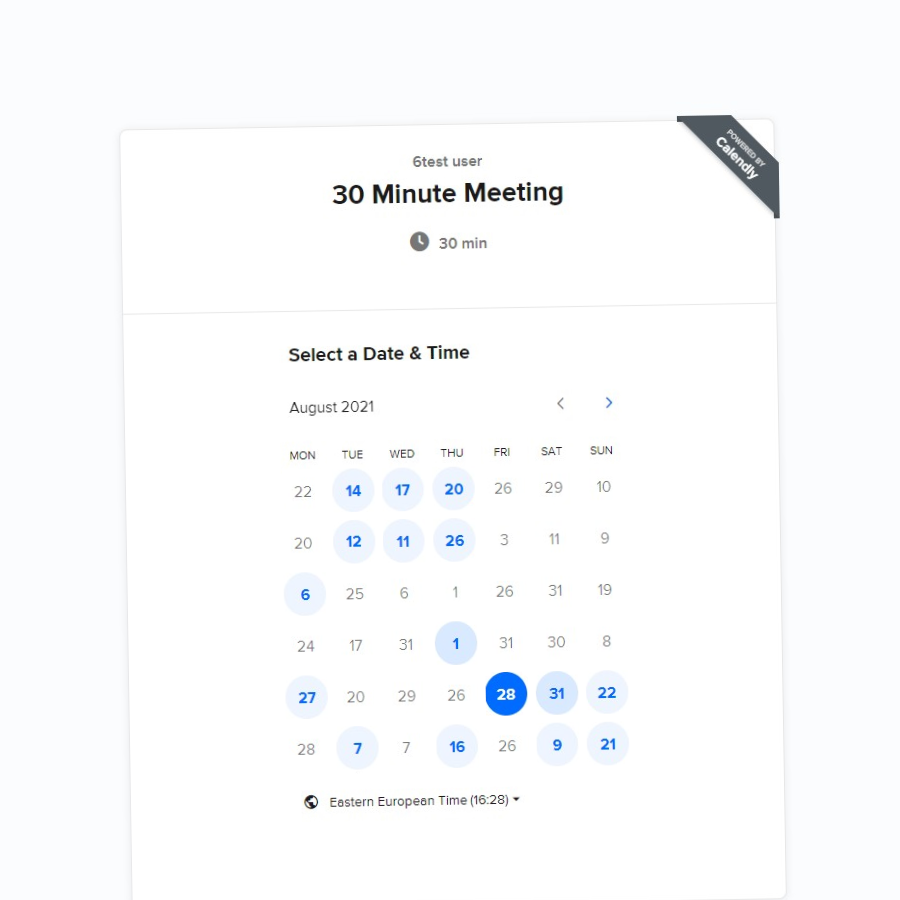 POWERED BY
Calendly
6test user
30 Minute Meeting
30 min
Select a Date & Time
August 2021
MON TUE WED THU FRI SAT SUN
22 14 17 20 26 29 10
20 12 11 26 3 11 9
6 25 6 1 26 31 19
24 17 31 1 31 30 8
27 20 29 26 28 31 22
28 7 7 16 26 9 21
Eastern European Time (16:28)